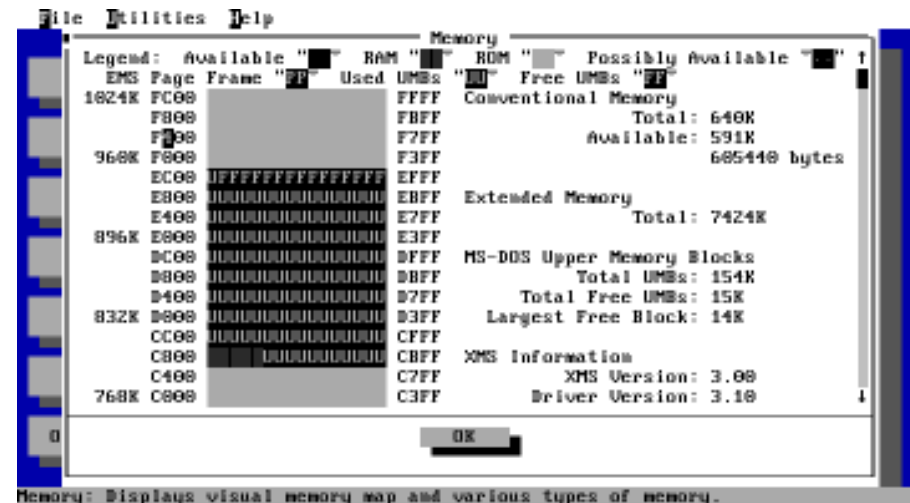 File Utilities Help
Memory
Legend: Available " " RAM " " ROM " " Possibly Available " "
EMS Page Frame "PP" Used UMBs "UU" Free UMBs "FF"
1024K FC00 FFFF Conventional Memory
F800 FBFF Total: 640K
F400 F7FF Available: 591K
960K F000 F3FF 605440 bytes
EC00 UFFFFFFFFFFFFFFF EFFF
E800 UUUUUUUUUUUUUUUU EBFF Extended Memory
E400 UUUUUUUUUUUUUUUU E7FF Total: 7424K
896K E000 UUUUUUUUUUUUUUUU E3FF
DC00 UUUUUUUUUUUUUUUU DFFF MS-DOS Upper Memory Blocks
D800 UUUUUUUUUUUUUUUU DBFF Total UMBs: 154K
D400 UUUUUUUUUUUUUUUU D7FF Total Free UMBs: 15K
832K D000 UUUUUUUUUUUUUUUU D3FF Largest Free Block: 14K
CC00 UUUUUUUUUUUUUUUU CFFF
C800 UUUUUUUUUUU CBFF XMS Information
C400 C7FF XMS Version: 3.00
768K C000 C3FF Driver Version: 3.10
OK
Memory: Displays visual memory map and various types of memory.